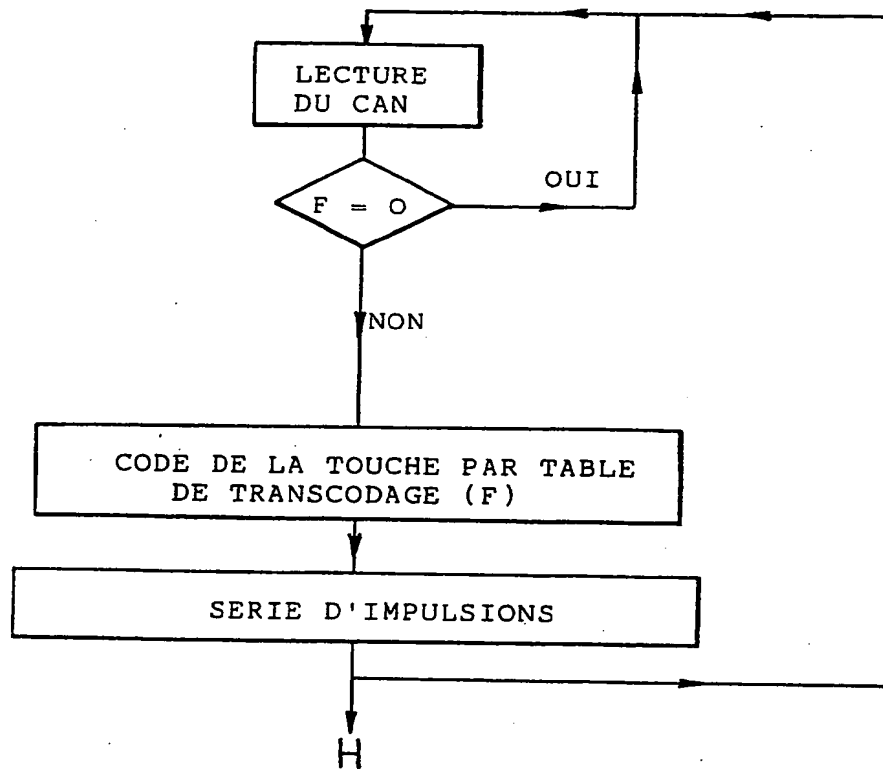 LECTURE
DU CAN
F = O
OUI
NON
CODE DE LA TOUCHE PAR TABLE
DE TRANSCODAGE (F)
SERIE D'IMPULSIONS
H